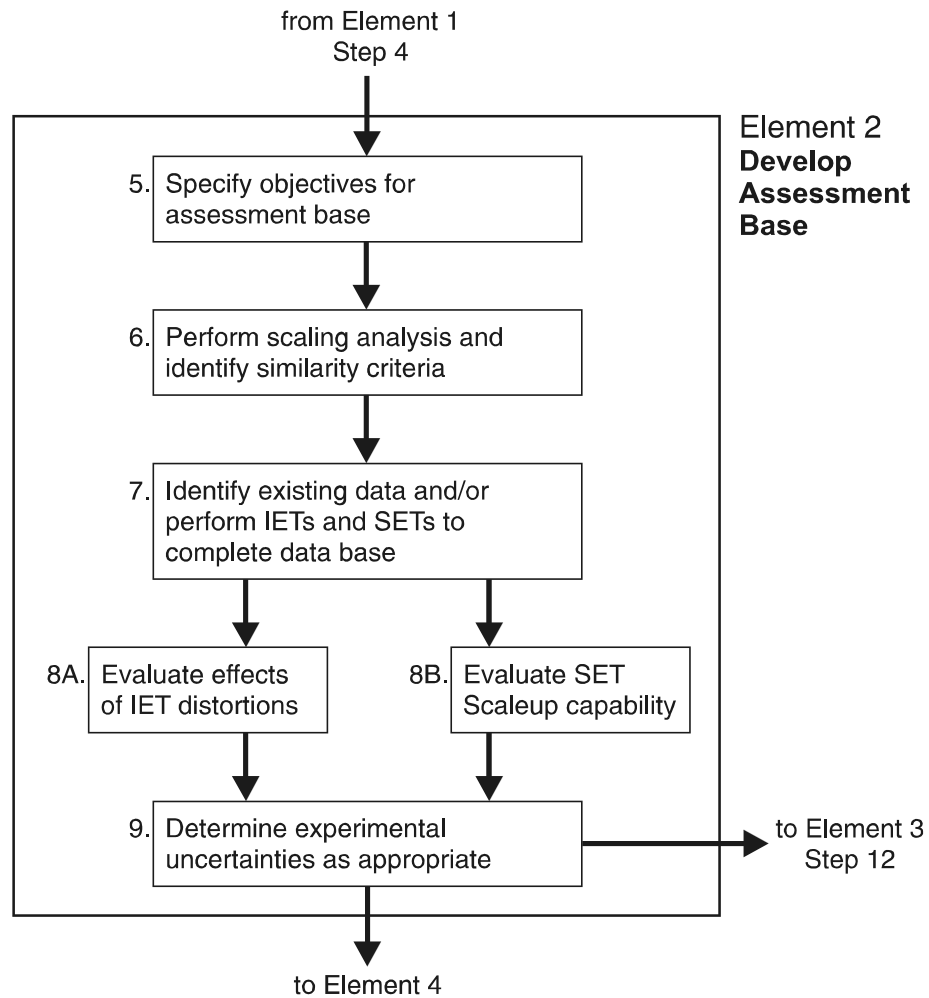 from Element 1
Step 4
Element 2
Develop
Assessment
Base
5. Specify objectives for
assessment base
6. Perform scaling analysis and
identify similarity criteria
7. Identify existing data and/or
perform IETs and SETs to
complete data base
8A. Evaluate effects
of IET distortions
8B. Evaluate SET
Scaleup capability
9. Determine experimental
uncertainties as appropriate
to Element 3
Step 12
to Element 4